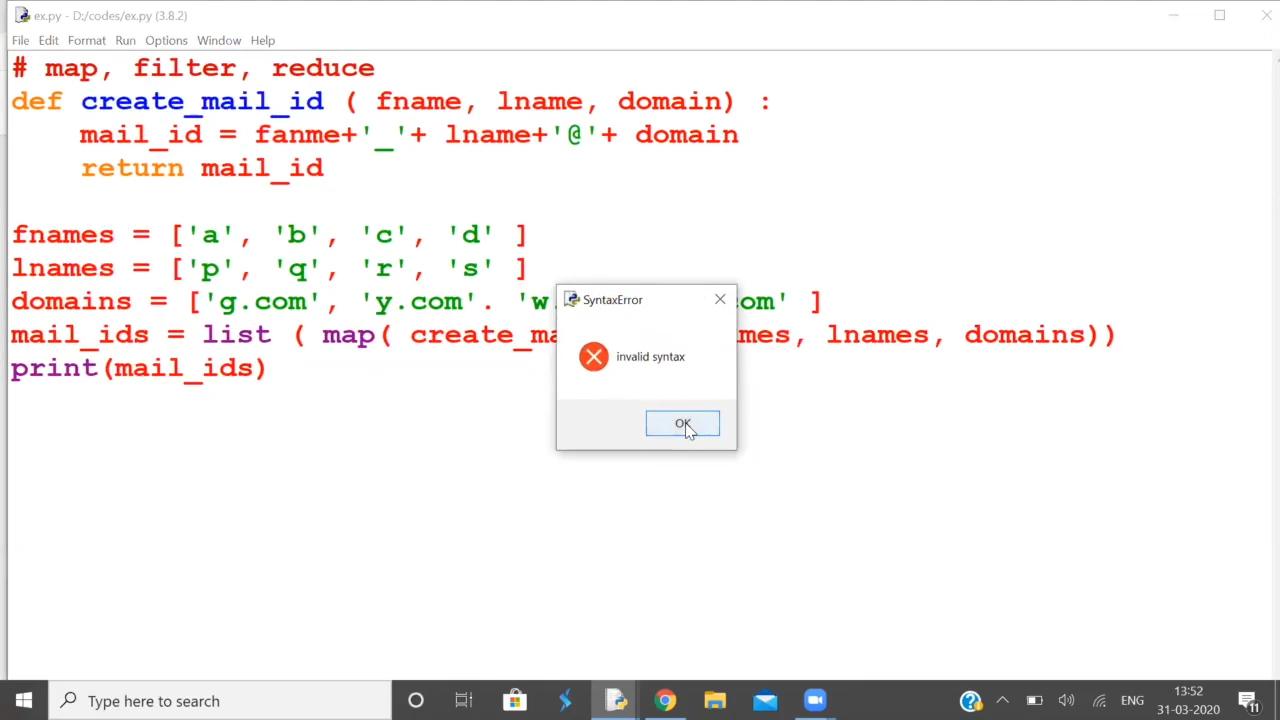 ex.py - D:/codes/ex.py (3.8.2)
File Edit Format Run Options Window Help
# map, filter, reduce
def create_mail_id ( fname, lname, domain) :
mail_id = fanme+'_'+ lname+'@'+ domain
return mail_id
fnames = ['a', 'b', 'c', 'd' ]
lnames = ['p', 'q', 'r', 's' ]
domains = ['g.com', 'y.com'. 'w. om' ]
SyntaxError
mail_ids = list ( map( create_ma mes, lnames, domains))
invalid syntax
print(mail_ids)
OK
Type here to search
ENG
13:52
31-03-2020
11